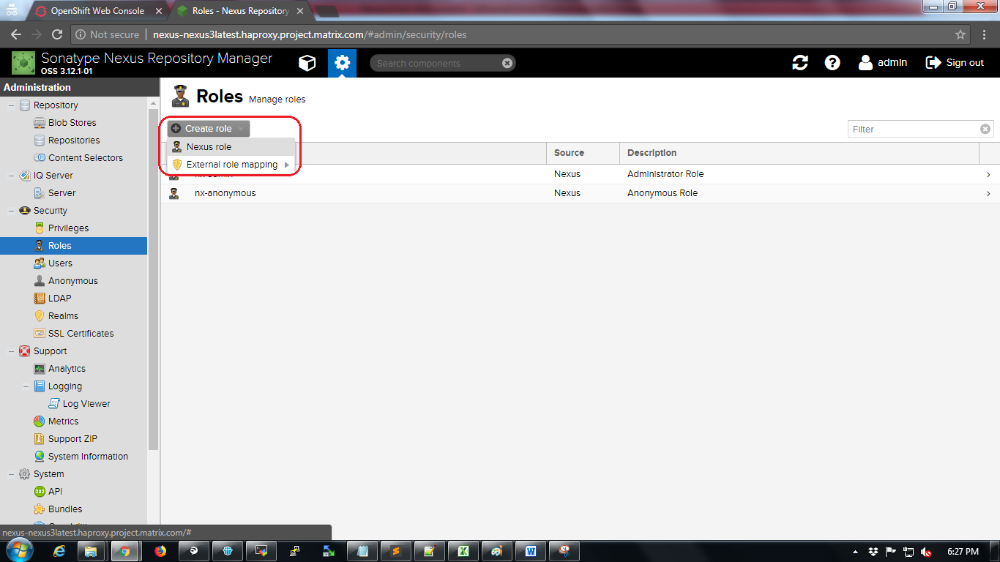 OpenShift Web Console
Roles - Nexus Repository
Not secure
nexus-nexus3latest.haproxy.project.matrix.com/#admin/security/roles
Sonatype Nexus Repository Manager
OSS 3.12.1-01
Search components
admin
Sign out
Administration
Repository
Blob Stores
Repositories
Content Selectors
IQ Server
Server
Security
Privileges
Roles
Users
Anonymous
LDAP
Realms
SSL Certificates
Support
Analytics
Logging
Log Viewer
Metrics
Support ZIP
System Information
System
API
Bundles
Roles Manage roles
Create role
Filter
Nexus role
External role mapping
Source Description
Nexus Administrator Role
nx-anonymous Nexus Anonymous Role
nexus-nexus3latest.haproxy.project.matrix.com/#
6:27 PM